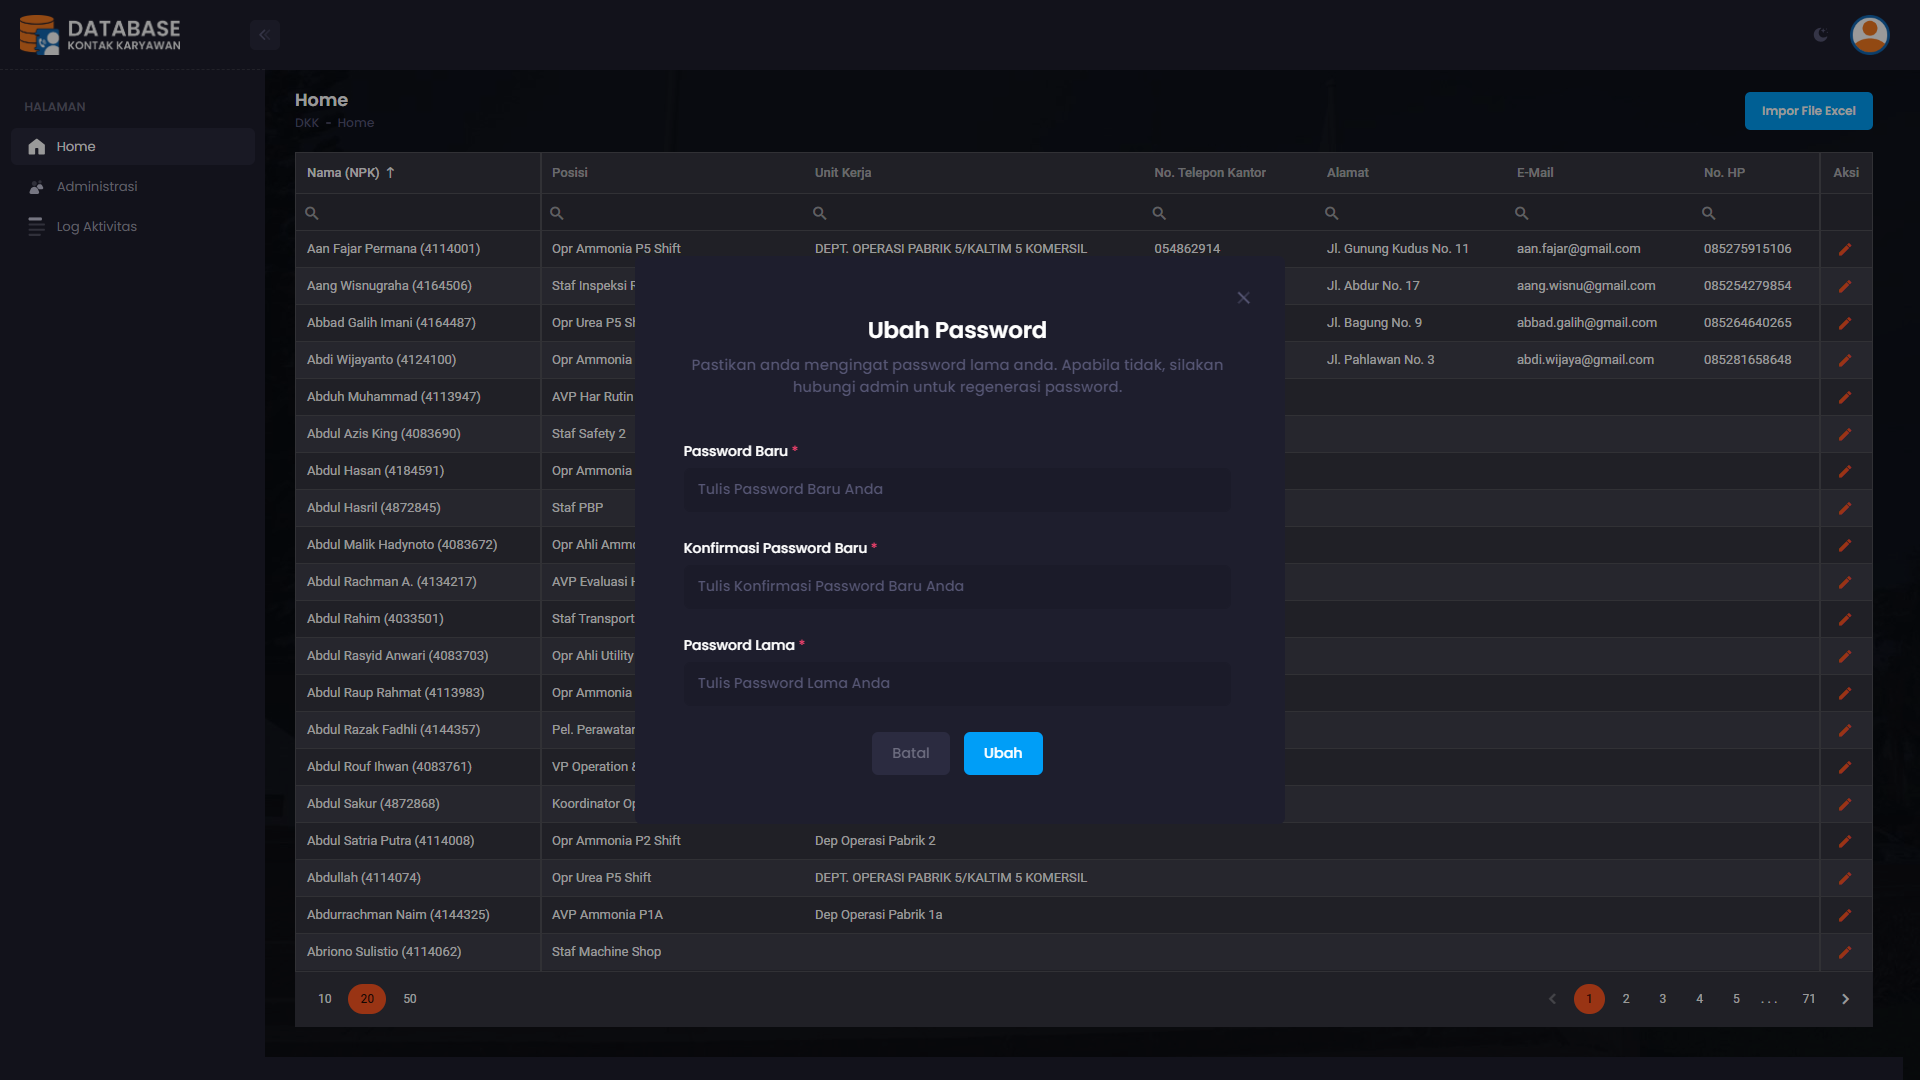 DATABASE
KONTAK KARYAWAN
HALAMAN
Home
Administrasi
Log Aktivitas
Home
DKK - Home
Impor File Excel
Nama (NPK) Posisi Unit Kerja No. Telepon Kantor Alamat E-Mail No. HP Aksi
Aan Fajar Permana (4114001) Opr Ammonia P5 Shift DEPT. OPERASI PABRIK 5/KALTIM 5 KOMERSIL 054862914 Jl. Gunung Kudus No. 11 aan.fajar@gmail.com 085275915106
Aang Wisnugraha (4164506) Staf Inspeksi Jl. Abdur No. 17 aang.wisnu@gmail.com 085254279854
Abbad Galih Imani (4164487) Opr Urea P5 Jl. Bagung No. 9 abbad.galih@gmail.com 085264640265
Abdi Wijayanto (4124100) Opr Ammonia Jl. Pahlawan No. 3 abdi.wijaya@gmail.com 085281658648
Abduh Muhammad (4113947) AVP Har Rutin
Abdul Azis King (4083690) Staf Safety 2
Abdul Hasan (4184591) Opr Ammonia
Abdul Hasril (4872845) Staf PBP
Abdul Malik Hadynoto (4083672) Opr Ahli
Abdul Rachman A. (4134217) AVP Evaluasi
Abdul Rahim (4033501) Staf Transport
Abdul Rasyid Anwari (4083703) Opr Ahli Utility
Abdul Raup Rahmat (4113983) Opr Ammonia
Abdul Razak Fadhli (4144357) Pel.
Abdul Rouf Ihwan (4083761) VP Operation &
Abdul Sakur (4872868) Koordinator
Abdul Satria Putra (4114008) Opr Ammonia P2 Shift Dep Operasi Pabrik 2
Abdullah (4114074) Opr Urea P5 Shift DEPT. OPERASI PABRIK 5/KALTIM 5 KOMERSIL
Abdurrachman Naim (4144325) AVP Ammonia P1A Dep Operasi Pabrik 1a
Abriono Sulistio (4114062) Staf Machine Shop
10 20 50
1 2 3 4 5 ... 71
Ubah Password
Pastikan anda mengingat password lama anda. Apabila tidak, silakan
hubungi admin untuk regenerasi password.
Password Baru *
Tulis Password Baru Anda
Konfirmasi Password Baru *
Tulis Konfirmasi Password Baru Anda
Password Lama *
Tulis Password Lama Anda
Batal
Ubah